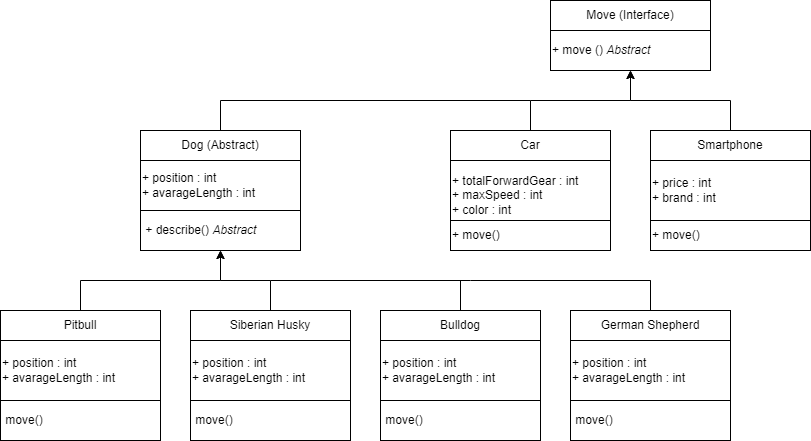 Move (Interface)
+ move () Abstract
Dog (Abstract)
+ position : int
+ avarageLength : int
+ describe() Abstract
Car
+ totalForwardGear : int
+ maxSpeed : int
+ color : int
+ move()
Smartphone
+ price : int
+ brand : int
+ move()
Pitbull
+ position : int
+ avarageLength : int
move()
Siberian Husky
+ position : int
+ avarageLength : int
move()
Bulldog
+ position : int
+ avarageLength : int
move()
German Shepherd
+ position : int
+ avarageLength : int
move()